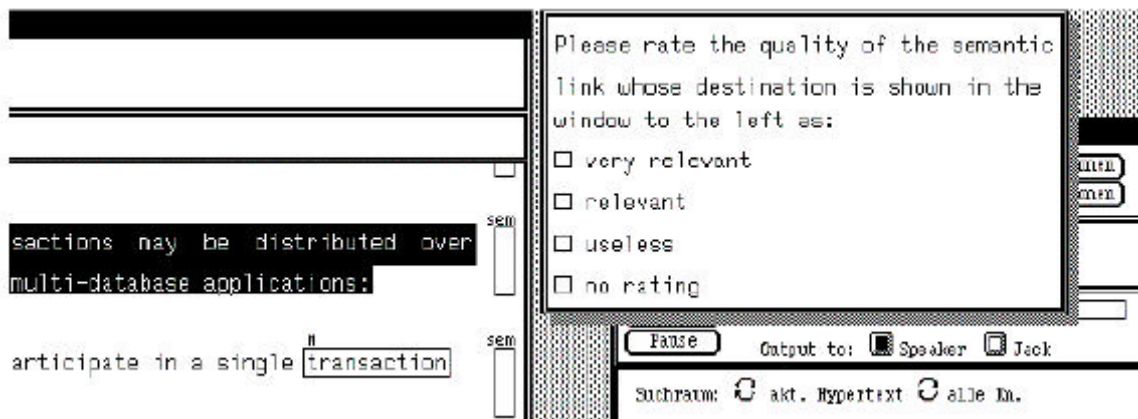 Please rate the quality of the semantic
link whose destination is shown in the
window to the left as:
very relevant
relevant
useless
no rating
sem
sactions may be distributed over
multi-database applications:
sem
articipate in a single transaction
Pause Output to: Speaker Jack
Suchraum: akt. Hypertext alle